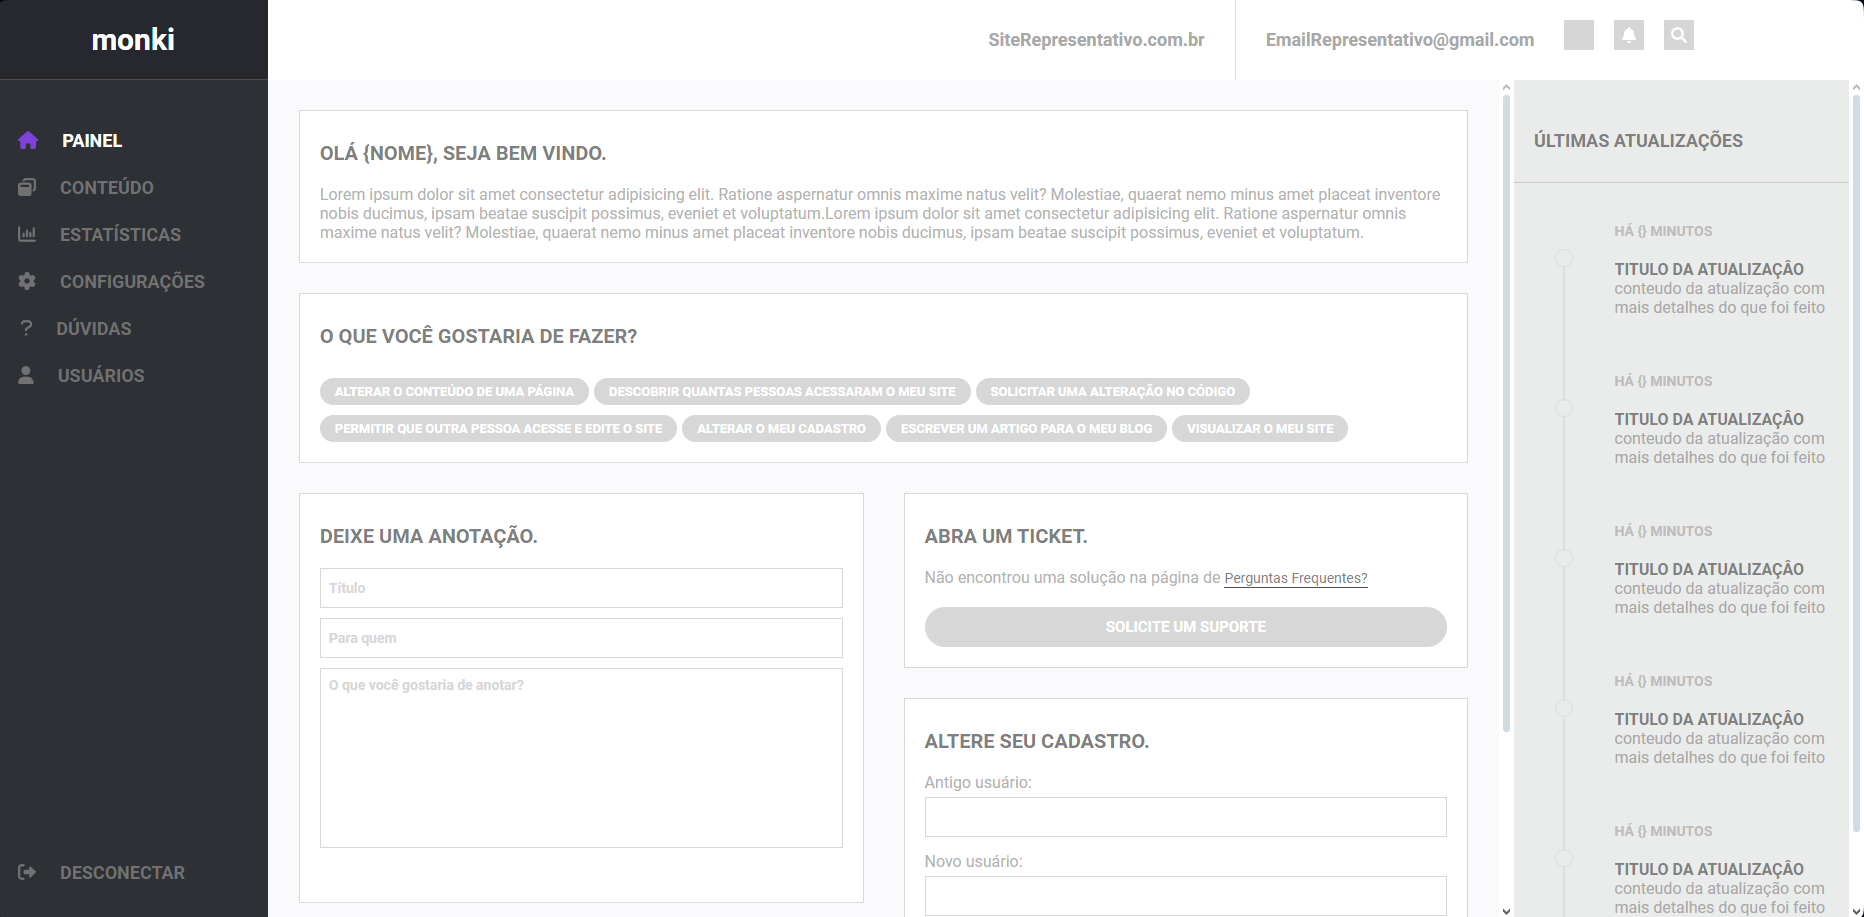 monki
SiteRepresentativo.com.br
EmailRepresentativo@gmail.com
PAINEL
CONTEÚDO
ESTATÍSTICAS
CONFIGURAÇÕES
DÚVIDAS
USUÁRIOS
DESCONECTAR
OLÁ {NOME}, SEJA BEM VINDO.
Lorem ipsum dolor sit amet consectetur adipisicing elit. Ratione aspernatur omnis maxime natus velit? Molestiae, quaerat nemo minus amet placeat inventore
nobis ducimus, ipsam beatae suscipit possimus, eveniet et voluptatum.Lorem ipsum dolor sit amet consectetur adipisicing elit. Ratione aspernatur omnis
maxime natus velit? Molestiae, quaerat nemo minus amet placeat inventore nobis ducimus, ipsam beatae suscipit possimus, eveniet et voluptatum.
O QUE VOCÊ GOSTARIA DE FAZER?
ALTERAR O CONTEÚDO DE UMA PÁGINA
DESCOBRIR QUANTAS PESSOAS ACESSARAM O MEU SITE
SOLICITAR UMA ALTERAÇÃO NO CÓDIGO
PERMITIR QUE OUTRA PESSOA ACESSE E EDITE O SITE
ALTERAR O MEU CADASTRO
ESCREVER UM ARTIGO PARA O MEU BLOG
VISUALIZAR O MEU SITE
DEIXE UMA ANOTAÇÃO.
Título
Para quem
O que você gostaria de anotar?
ABRA UM TICKET.
Não encontrou uma solução na página de Perguntas Frequentes?
SOLICITE UM SUPORTE
ALTERE SEU CADASTRO.
Antigo usuário:
Novo usuário:
ÚLTIMAS ATUALIZAÇÕES
HÁ {} MINUTOS
TITULO DA ATUALIZAÇÂO
conteudo da atualização com
mais detalhes do que foi feito
HÁ {} MINUTOS
TITULO DA ATUALIZAÇÂO
conteudo da atualização com
mais detalhes do que foi feito
HÁ {} MINUTOS
TITULO DA ATUALIZAÇÂO
conteudo da atualização com
mais detalhes do que foi feito
HÁ {} MINUTOS
TITULO DA ATUALIZAÇÂO
conteudo da atualização com
mais detalhes do que foi feito
HÁ {} MINUTOS
TITULO DA ATUALIZAÇÂO
conteudo da atualização com
mais detalhes do que foi feito